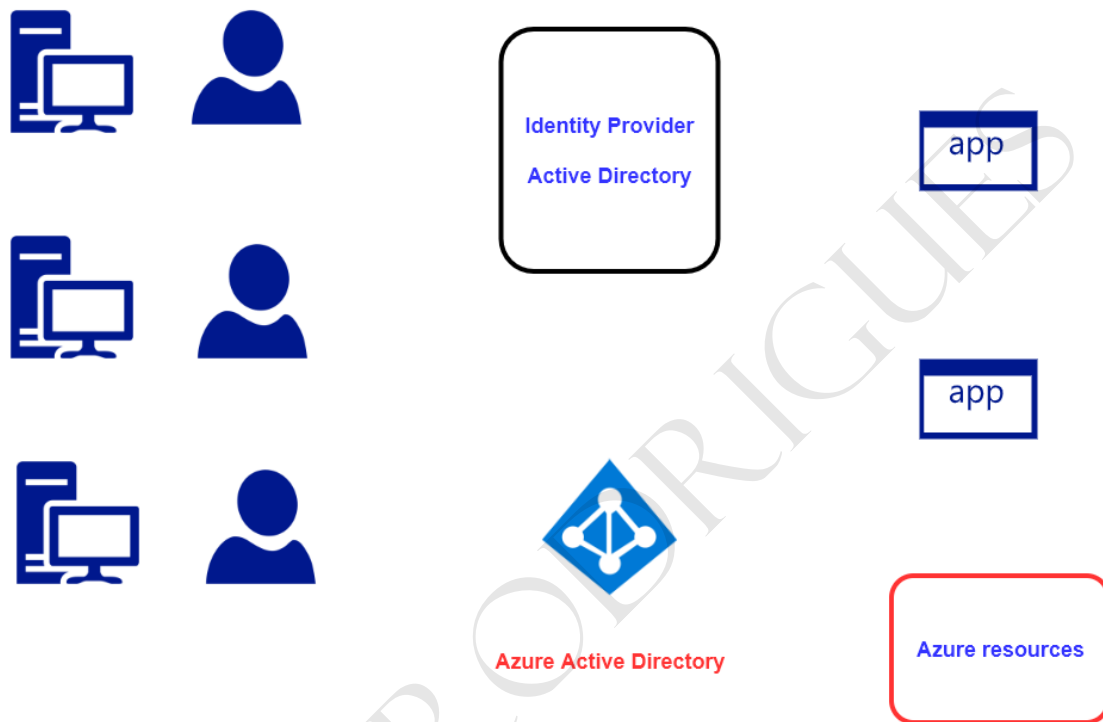 Identity Provider
Active Directory
app
app
Azure Active Directory
Azure resources